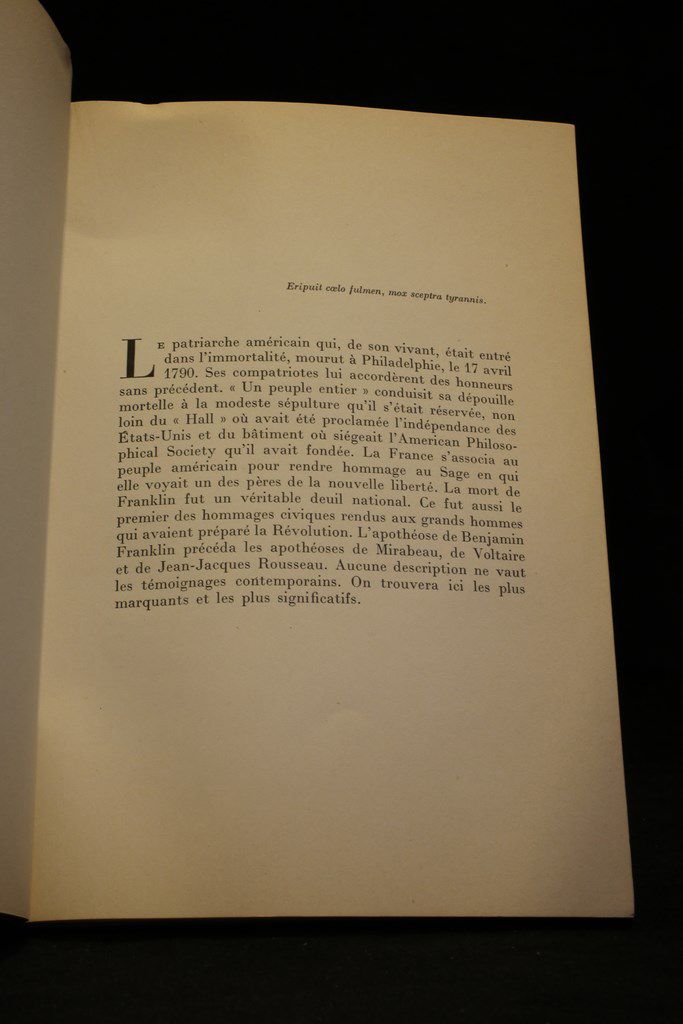 Eripuit cœlo fulmen, mox sceptra tyrannis.
LE patriarche américain qui, de son vivant, était entré
dans l'immortalité, mourut à Philadelphie, le 17 avril
1790. Ses compatriotes lui accordèrent des honneurs
sans précédent. « Un peuple entier » conduisit sa dépouille
mortelle à la modeste sépulture qu'il s'était réservée, non
loin du « Hall » où avait été proclamée l'indépendance des
États-Unis et du bâtiment où siégeait l'American Philoso-
phical Society qu'il avait fondée. La France s'associa au
peuple américain pour rendre hommage au Sage en qui
elle voyait un des pères de la nouvelle liberté. La mort de
Franklin fut un véritable deuil national. Ce fut aussi le
premier des hommages civiques rendus aux grands hommes
qui avaient préparé la Révolution. L'apothéose de Benjamin
Franklin précéda les apothéoses de Mirabeau, de Voltaire
et de Jean-Jacques Rousseau. Aucune description ne vaut
les témoignages contemporains. On trouvera ici les plus
marquants et les plus significatifs.